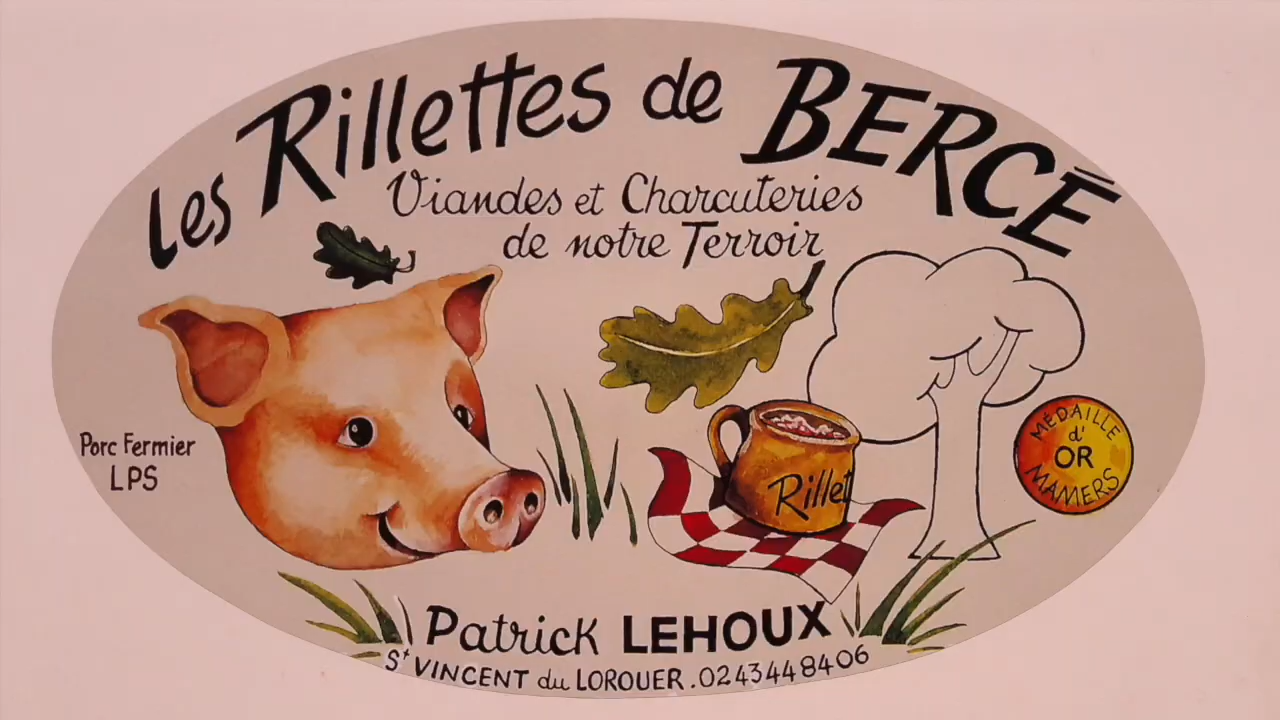 Les Rillettes de BERCÉ
Viandes et Charcuteries
de notre Terroir
Porc Fermier
LPS
Rillet
MÉDAILLE
d'
OR
MAMERS
Patrick LEHOUX
St VINCENT du LOROUER.0243448406